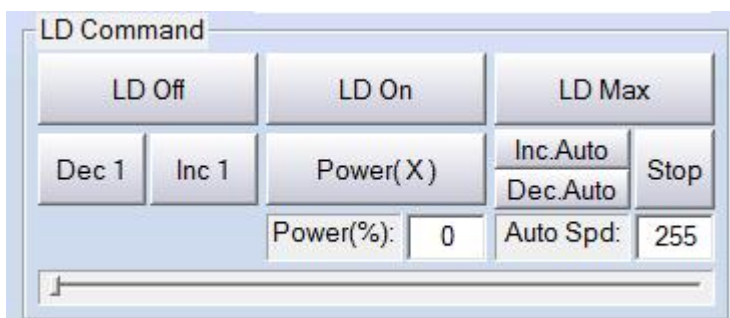 LD Command
LD Off LD On LD Max
Dec 1 Inc 1 Power( X ) Inc.Auto Stop
Dec.Auto
Power(%): 0 Auto Spd: 255